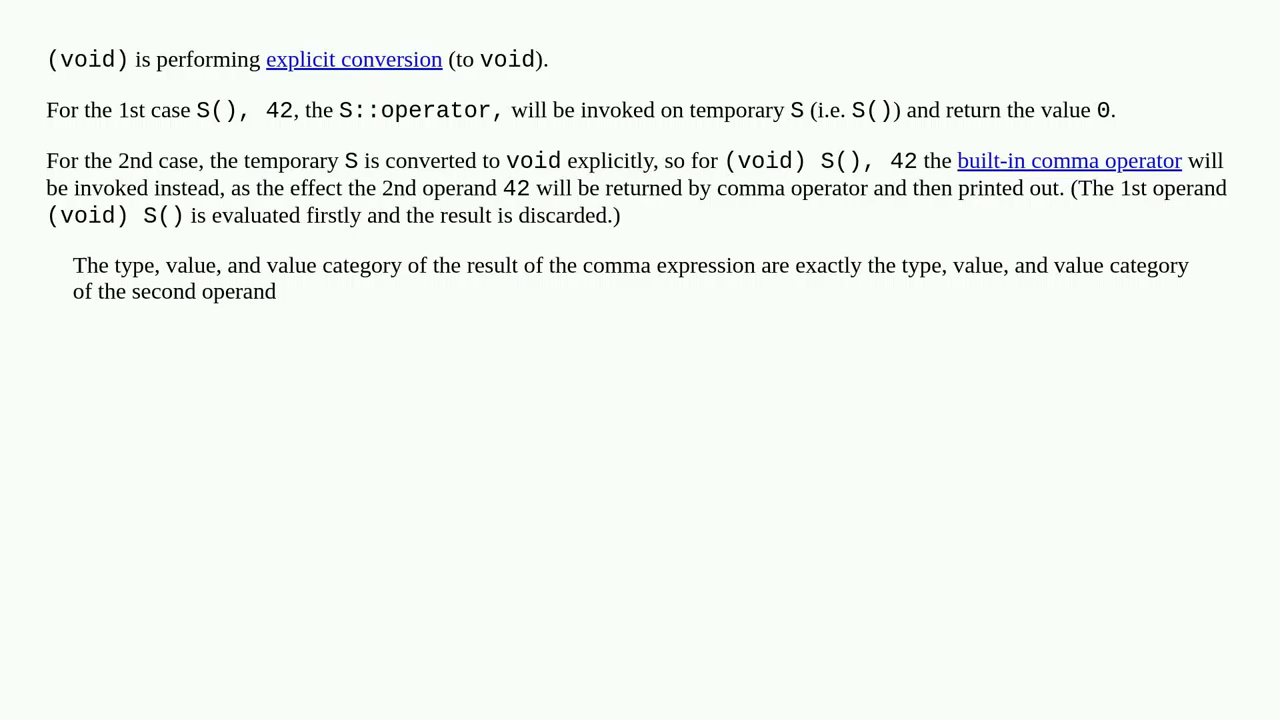 (void) is performing explicit conversion (to void).
For the 1st case S(), 42, the S::operator, will be invoked on temporary S (i.e. S()) and return the value 0.
For the 2nd case, the temporary S is converted to void explicitly, so for (void) S(), 42 the built-in comma operator will
be invoked instead, as the effect the 2nd operand 42 will be returned by comma operator and then printed out. (The 1st operand
(void) S() is evaluated firstly and the result is discarded.)
The type, value, and value category of the result of the comma expression are exactly the type, value, and value category
of the second operand